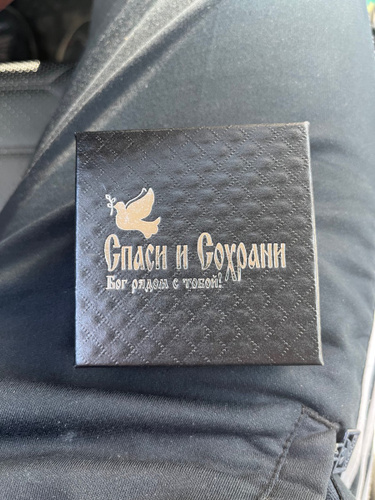 Спаси и Сохрани
Бог рядом с тобой!